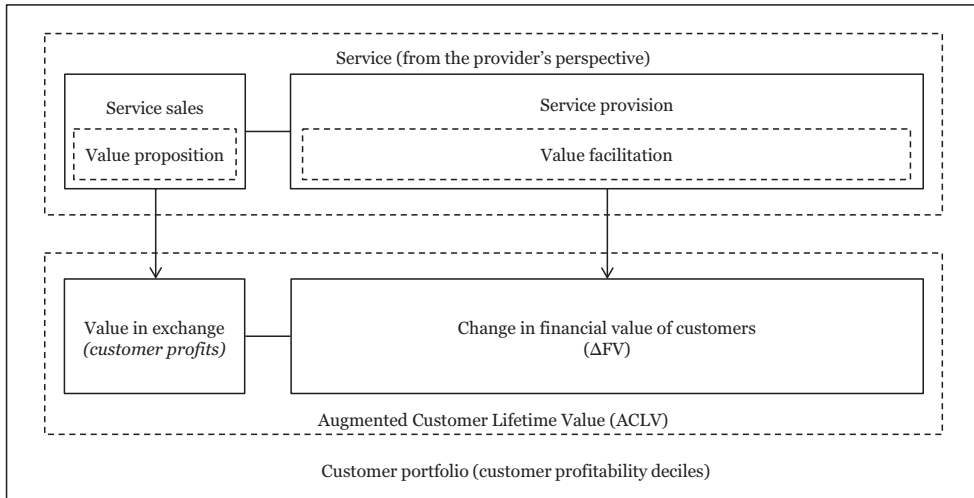 Service (from the provider's perspective)
Service sales
Service provision
Value proposition
Value facilitation
Value in exchange
(customer profits)
Change in financial value of customers
(ΔFV)
Augmented Customer Lifetime Value (ACLV)
Customer portfolio (customer profitability deciles)